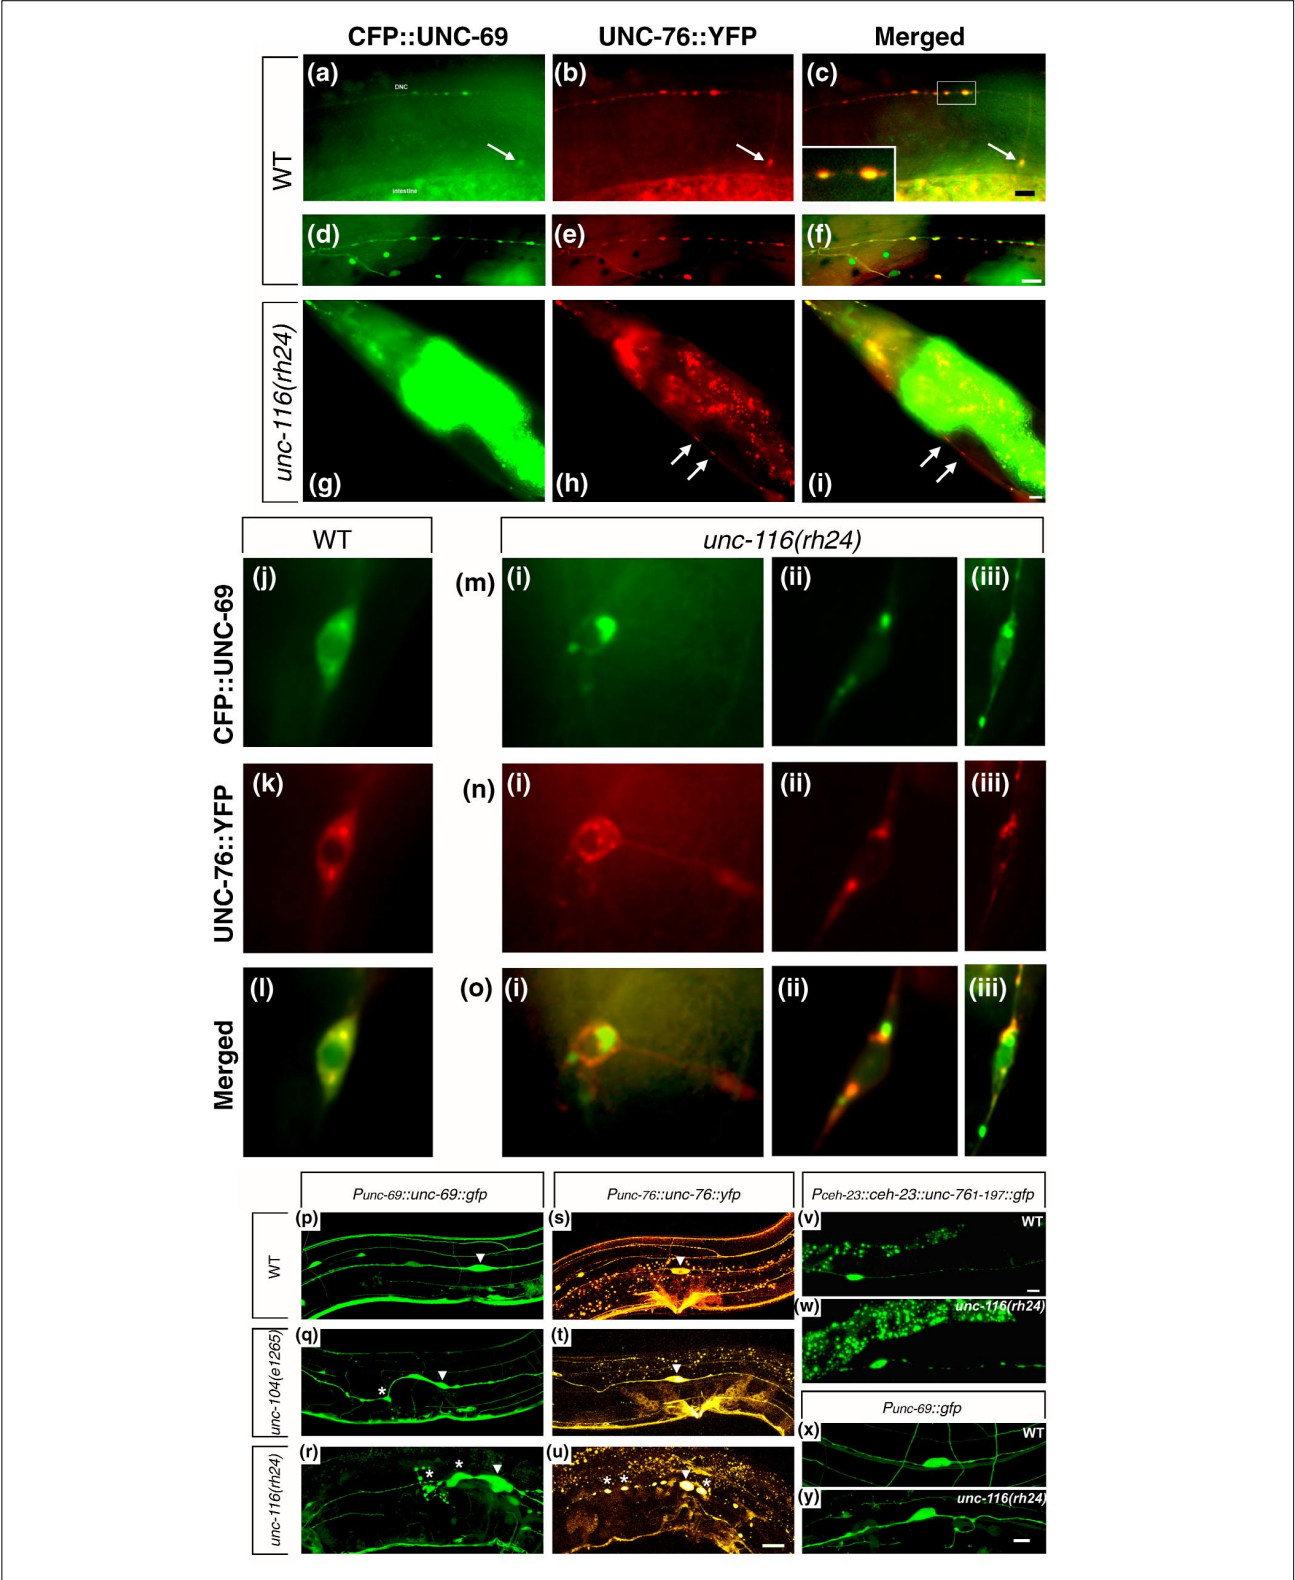 CFP::UNC-69 UNC-76::YFP Merged
WT
(a) (b) (c)
DNC
Intestine
(d) (e) (f)
unc-116(rh24)
(g) (h) (i)
WT unc-116(rh24)
CFP::UNC-69
(j) (m) (i) (ii) (iii)
UNC-76::YFP
(k) (n) (i) (ii) (iii)
Merged
(l) (o) (i) (ii) (iii)
Punc-69::unc-69::gfp Punc-76::unc-76::yfp Pceh-23::ceh-23::unc-761-197::gfp
WT
(p) (s) (v) WT
(w) unc-116(rh24)
unc-104(e1265)
(q) * (t)
Punc-69::gfp
(x) WT
unc-116(rh24)
(r) * * (u) * * *
(y) unc-116(rh24)